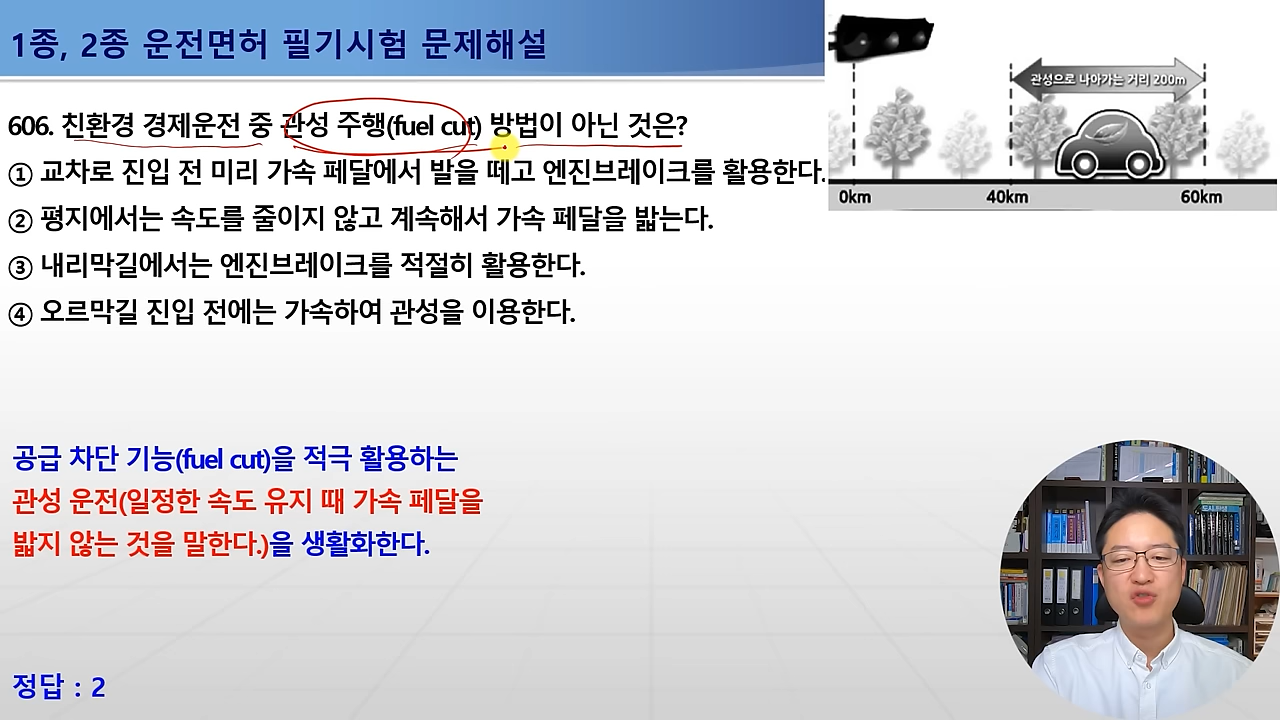 1종, 2종 운전면허 필기시험 문제해설
관성으로 나아가는 거리 200m
0km
40km
60km
606. 친환경 경제운전 중 관성 주행(fuel cut) 방법이 아닌 것은?
① 교차로 진입 전 미리 가속 페달에서 발을 떼고 엔진브레이크를 활용한다.
② 평지에서는 속도를 줄이지 않고 계속해서 가속 페달을 밟는다.
③ 내리막길에서는 엔진브레이크를 적절히 활용한다.
④ 오르막길 진입 전에는 가속하여 관성을 이용한다.
공급 차단 기능(fuel cut)을 적극 활용하는
관성 운전(일정한 속도 유지 때 가속 페달을
밟지 않는 것을 말한다.)을 생활화한다.
정답 : 2